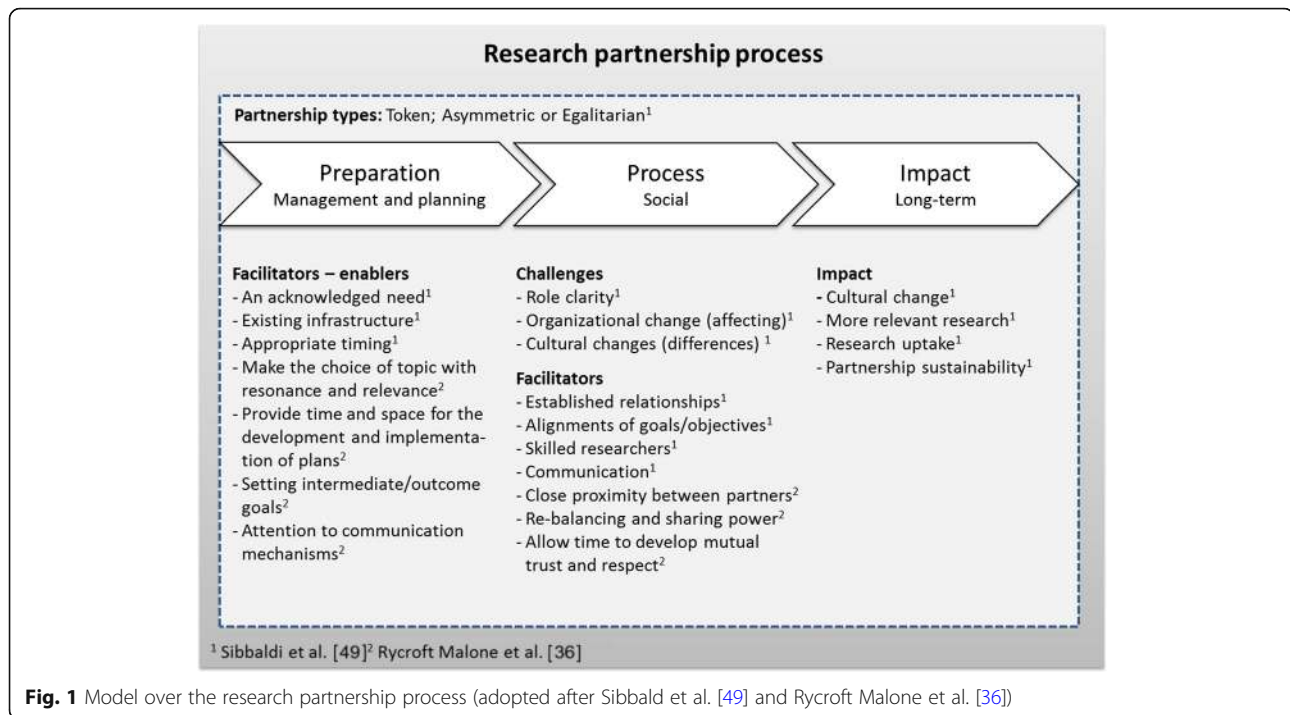 Research partnership process
Partnership types: Token; Asymmetric or Egalitarian¹
Preparation
Management and planning
Process
Social
Impact
Long-term
Facilitators – enablers
- An acknowledged need¹
- Existing infrastructure¹
- Appropriate timing¹
- Make the choice of topic with
resonance and relevance²
- Provide time and space for the
development and implementa-
tion of plans²
- Setting intermediate/outcome
goals²
- Attention to communication
mechanisms²
Challenges
- Role clarity¹
- Organizational change (affecting)¹
- Cultural changes (differences) ¹
Facilitators
- Established relationships¹
- Alignments of goals/objectives¹
- Skilled researchers¹
- Communication¹
- Close proximity between partners²
- Re-balancing and sharing power²
- Allow time to develop mutual
trust and respect²
Impact
- Cultural change¹
- More relevant research¹
- Research uptake¹
- Partnership sustainability¹
¹ Sibbaldi et al. [49]² Rycroft Malone et al. [36]
Fig. 1 Model over the research partnership process (adopted after Sibbald et al. [49] and Rycroft Malone et al. [36])